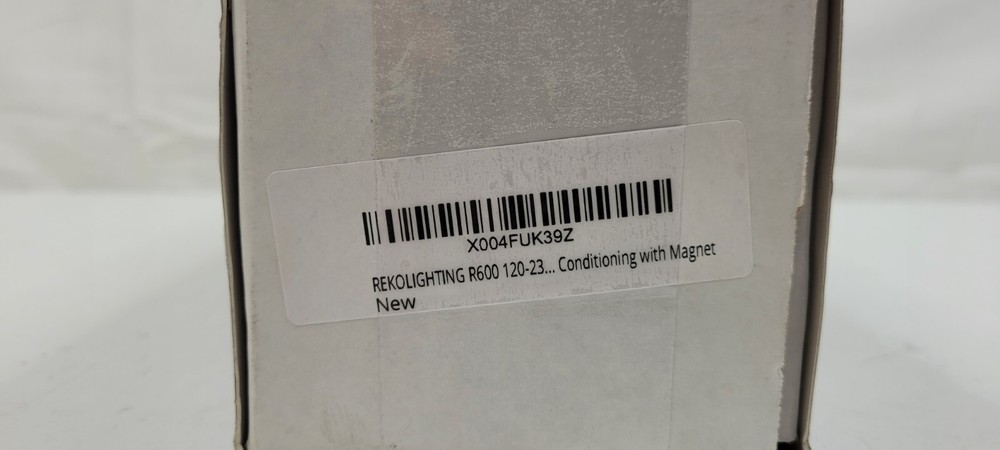 X004FUK39Z
REKOLIGHTING R600 120-23... Conditioning with Magnet
New